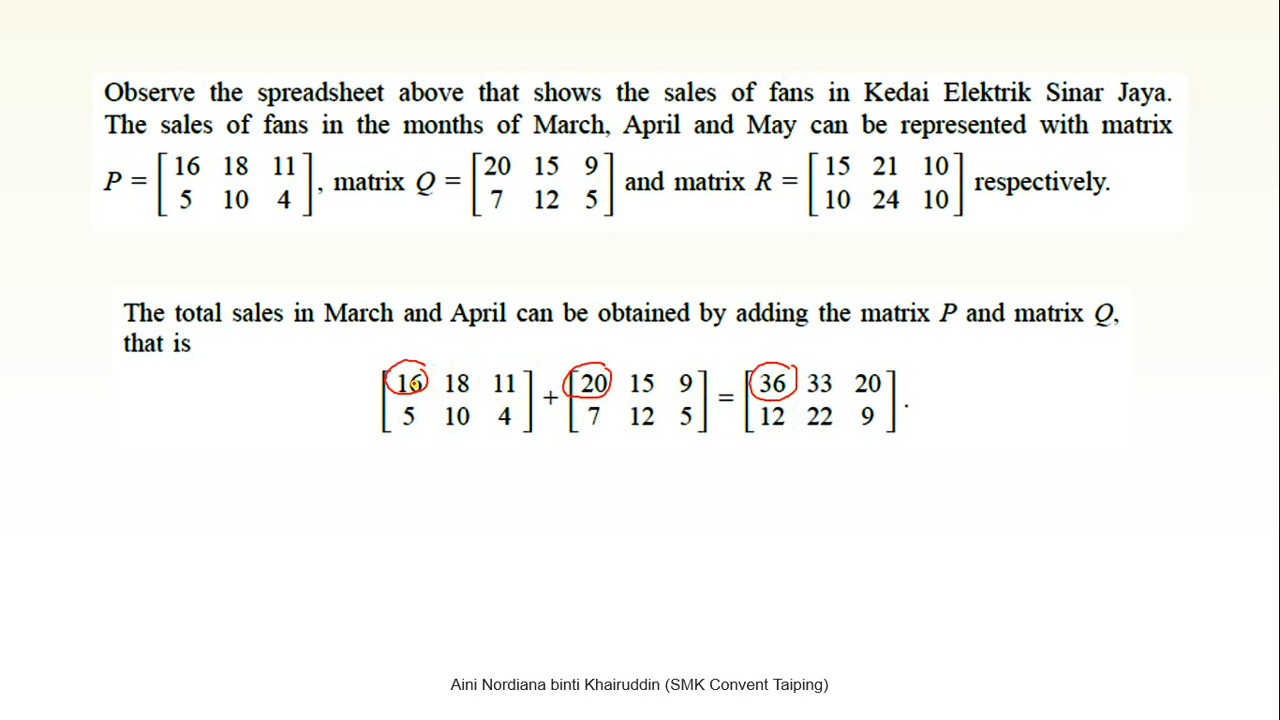 Observe the spreadsheet above that shows the sales of fans in Kedai Elektrik Sinar Jaya.
The sales of fans in the months of March, April and May can be represented with matrix
P = [16 18 11; 5 10 4], matrix Q = [20 15 9; 7 12 5] and matrix R = [15 21 10; 10 24 10] respectively.
The total sales in March and April can be obtained by adding the matrix P and matrix Q,
that is
[16 18 11; 5 10 4] + [20 15 9; 7 12 5] = [36 33 20; 12 22 9].
Aini Nordiana binti Khairuddin (SMK Convent Taiping)